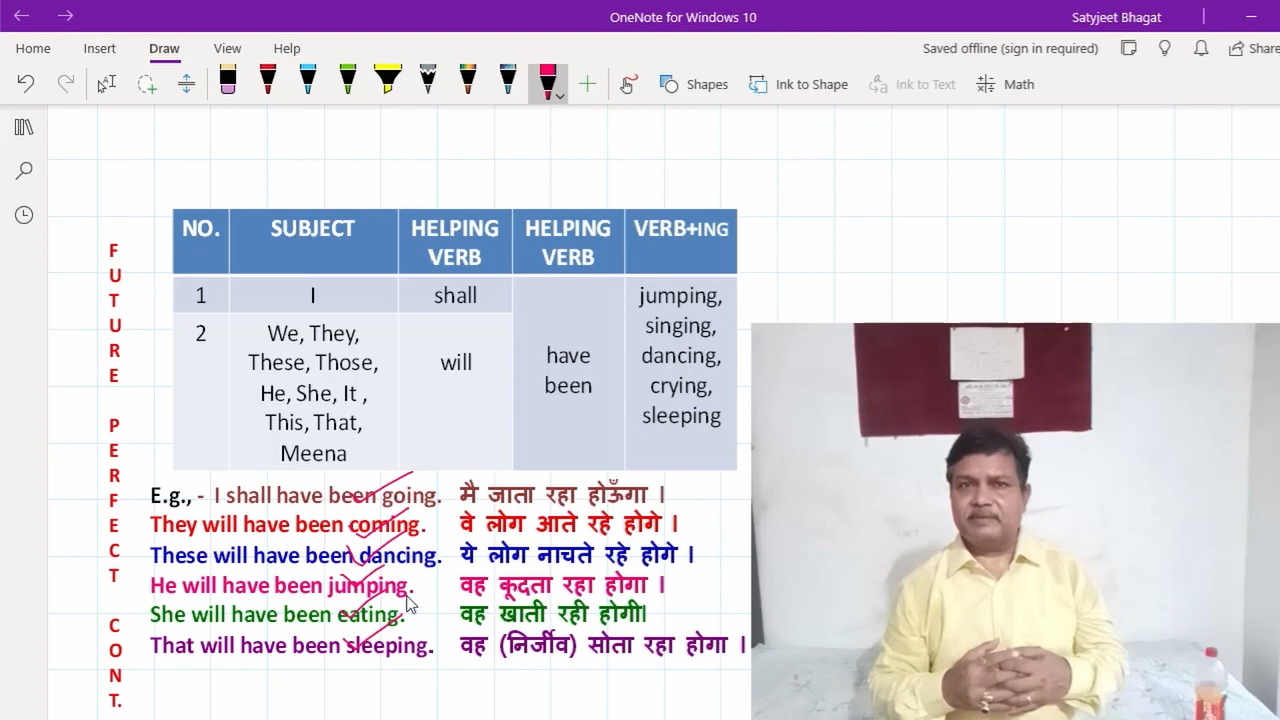 OneNote for Windows 10
Satyjeet Bhagat
Home Insert Draw View Help
Saved offline (sign in required)
Share
Shapes Ink to Shape Ink to Text Math
FUTURE PERFECT CONT.
NO. SUBJECT HELPING VERB HELPING VERB VERB+ING
1 I shall
2 We, They, These, Those, He, She, It , This, That, Meena will
have been
jumping, singing, dancing, crying, sleeping
E.g., - I shall have been going. मै जाता रहा होऊँगा ।
They will have been coming. वे लोग आते रहे होगे ।
These will have been dancing. ये लोग नाचते रहे होगे ।
He will have been jumping. वह कूदता रहा होगा ।
She will have been eating. वह खाती रही होगी।
That will have been sleeping. वह (निर्जीव) सोता रहा होगा ।